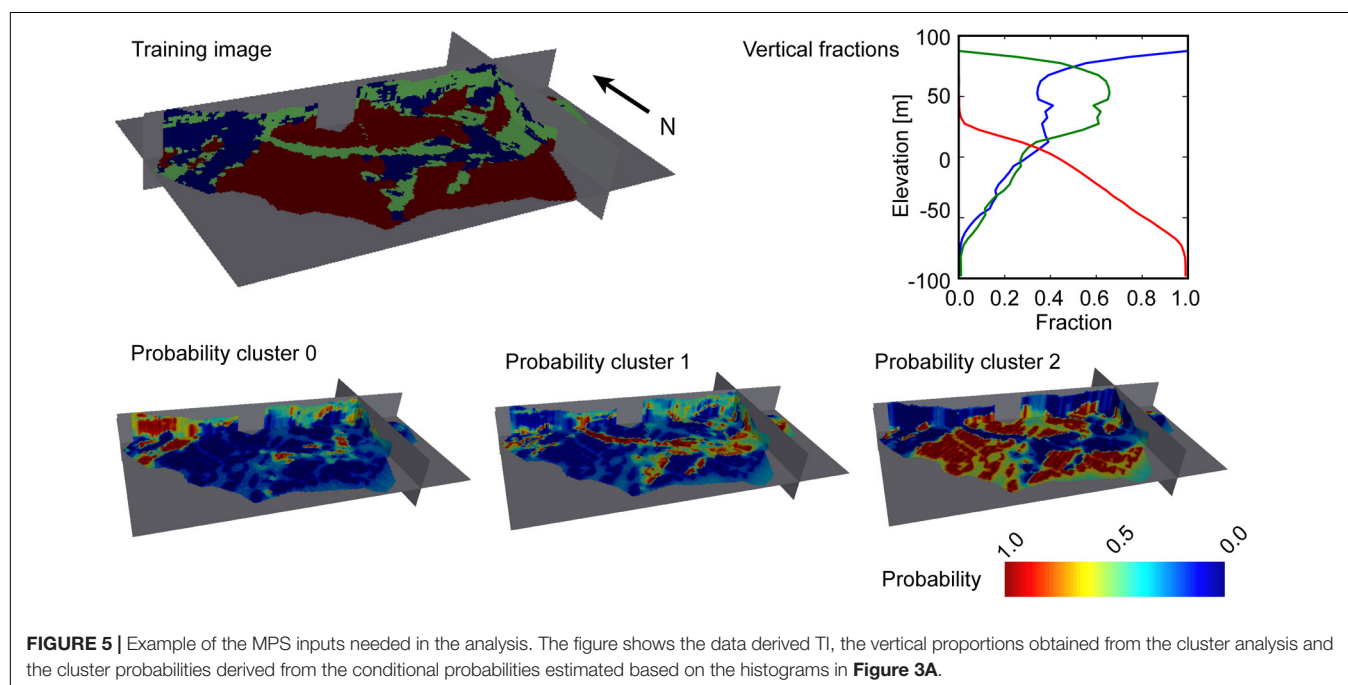 Training image
N
Vertical fractions
100
50
0
-50
-100
Elevation [m]
0.0 0.2 0.4 0.6 0.8 1.0
Fraction
Probability cluster 0
Probability cluster 1
Probability cluster 2
1.0 0.5 0.0
Probability
FIGURE 5 | Example of the MPS inputs needed in the analysis. The figure shows the data derived TI, the vertical proportions obtained from the cluster analysis and
the cluster probabilities derived from the conditional probabilities estimated based on the histograms in Figure 3A.